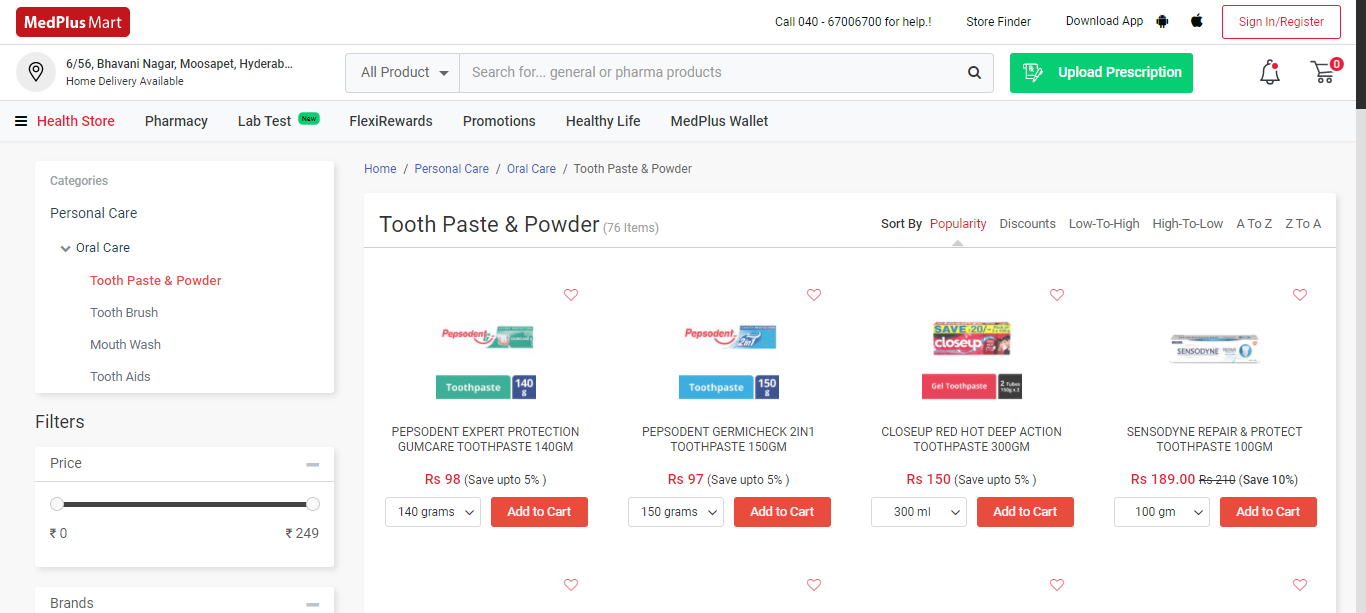 MedPlus Mart
Call 040 - 67006700 for help.!
Store Finder
Download App
Sign In/Register
6/56, Bhavani Nagar, Moosapet, Hyderab...
Home Delivery Available
All Product
Search for... general or pharma products
Upload Prescription
0
Health Store
Pharmacy
Lab Test New
FlexiRewards
Promotions
Healthy Life
MedPlus Wallet
Categories
Personal Care
Oral Care
Tooth Paste & Powder
Tooth Brush
Mouth Wash
Tooth Aids
Filters
Price
₹ 0
₹ 249
Brands
Home / Personal Care / Oral Care / Tooth Paste & Powder
Tooth Paste & Powder (76 Items)
Sort By Popularity Discounts Low-To-High High-To-Low A To Z Z To A
Pepsodent
Toothpaste 140 g
PEPSODENT EXPERT PROTECTION
GUMCARE TOOTHPASTE 140GM
Rs 98 (Save upto 5% )
140 grams
Add to Cart
Pepsodent
2in1
Toothpaste 150 g
PEPSODENT GERMICHECK 2IN1
TOOTHPASTE 150GM
Rs 97 (Save upto 5% )
150 grams
Add to Cart
SAVE 20/-
closeup
Gel Toothpaste 2 Tubes
150g x 2
CLOSEUP RED HOT DEEP ACTION
TOOTHPASTE 300GM
Rs 150 (Save upto 5% )
300 ml
Add to Cart
SENSODYNE
SENSODYNE REPAIR & PROTECT
TOOTHPASTE 100GM
Rs 189.00 Rs 210 (Save 10%)
100 gm
Add to Cart